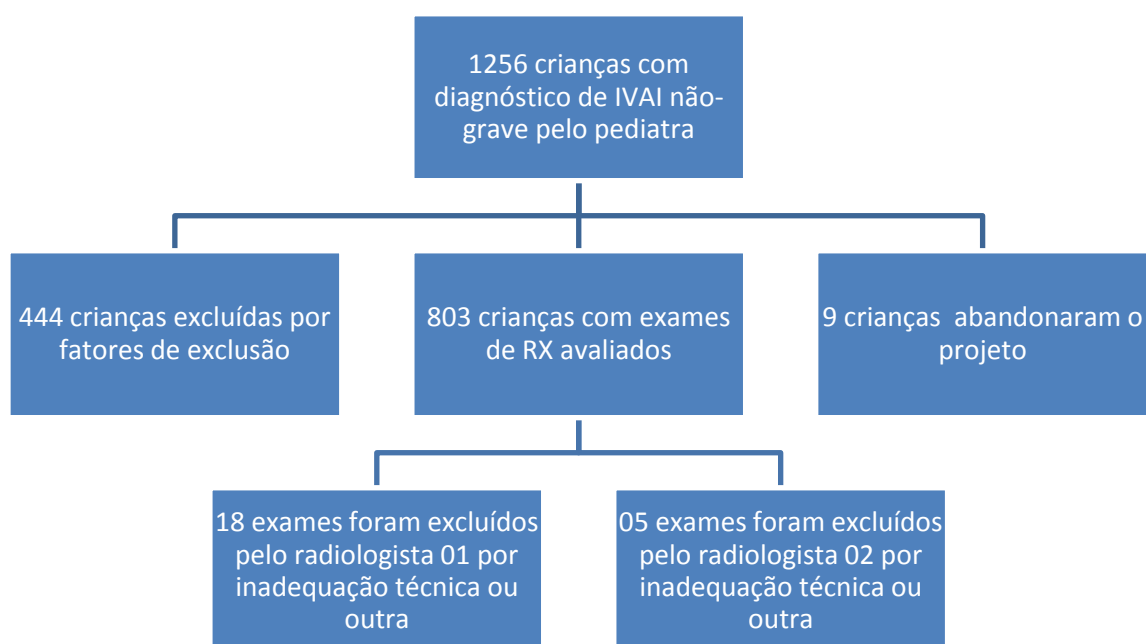 1256 crianças com
diagnóstico de IVAI não-
grave pelo pediatra
444 crianças excluídas por
fatores de exclusão
803 crianças com exames
de RX avaliados
9 crianças abandonaram o
projeto
18 exames foram excluídos
pelo radiologista 01 por
inadequação técnica ou
outra
05 exames foram excluídos
pelo radiologista 02 por
inadequação técnica ou
outra